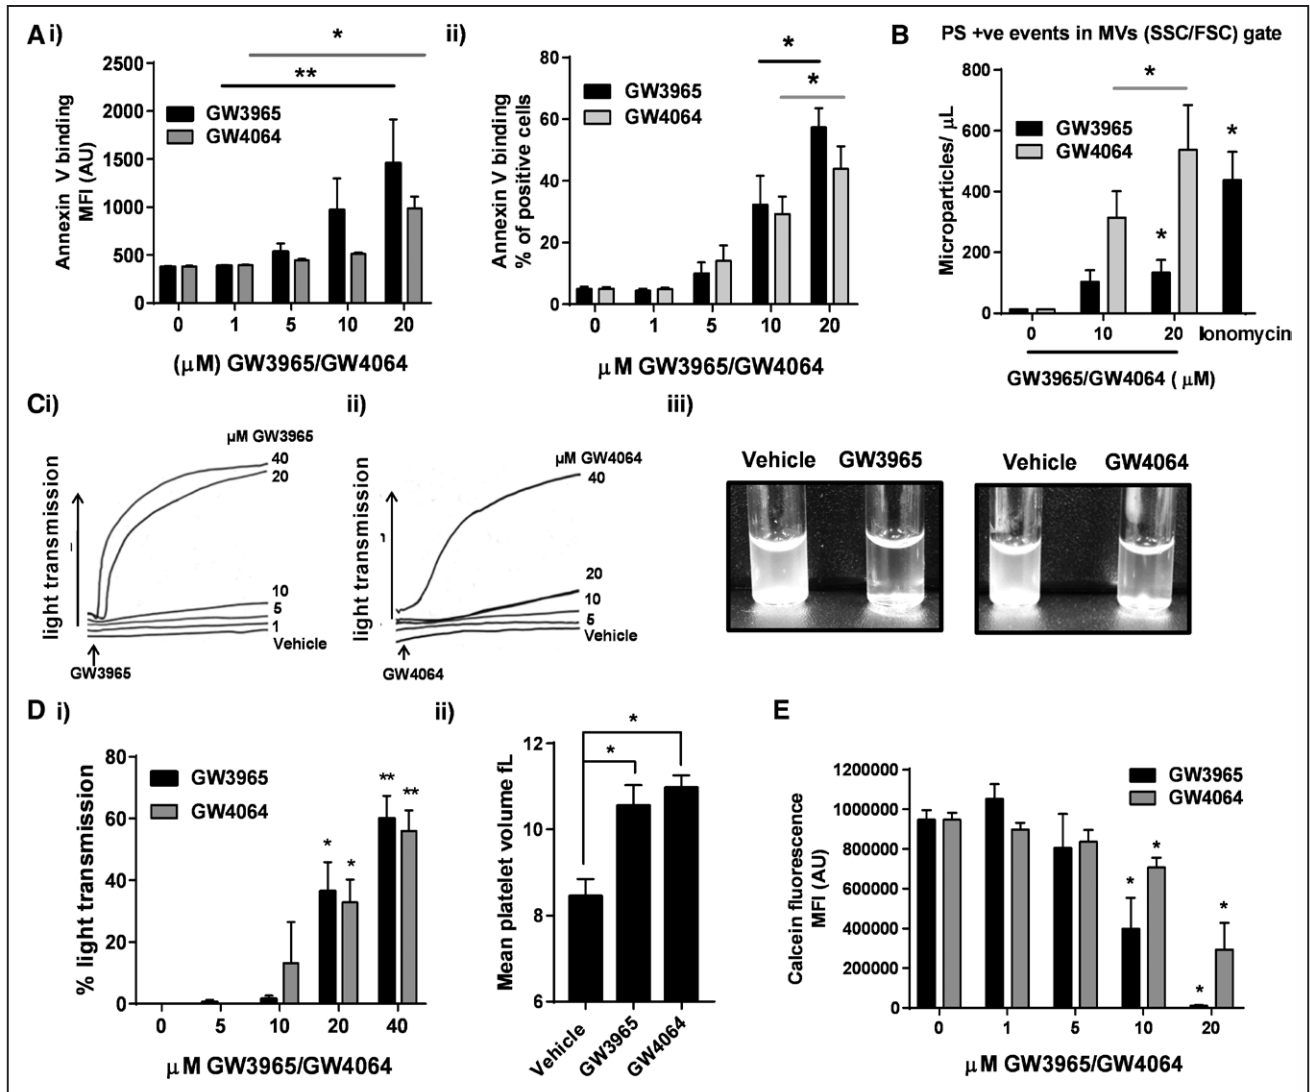 A i)
*
**
2500
2000
1500
1000
500
0
GW3965
GW4064
Annexin V binding
MFI (AU)
0 1 5 10 20
(μM) GW3965/GW4064
ii)
*
*
80
60
40
20
0
GW3965
GW4064
Annexin V binding
% of positive cells
0 1 5 10 20
μM GW3965/GW4064
B
PS +ve events in MVs (SSC/FSC) gate
*
*
*
800
600
400
200
0
GW3965
GW4064
Microparticles/ μL
0 10 20 Ionomycin
GW3965/GW4064 ( μM)
Ci)
μM GW3965
40
20
10
5
1
Vehicle
light transmission
GW3965
ii)
μM GW4064
40
20
10
5
Vehicle
light transmission
GW4064
iii)
Vehicle GW3965
Vehicle GW4064
D i)
80
60
40
20
0
GW3965
GW4064
*
*
**
**
% light transmission
0 5 10 20 40
μM GW3965/GW4064
ii)
*
*
12
10
8
6
Mean platelet volume fL
Vehicle
GW3965
GW4064
E
1200000
1000000
800000
600000
400000
200000
0
GW3965
GW4064
*
*
*
*
Calcein fluorescence
MFI (AU)
0 1 5 10 20
μM GW3965/GW4064